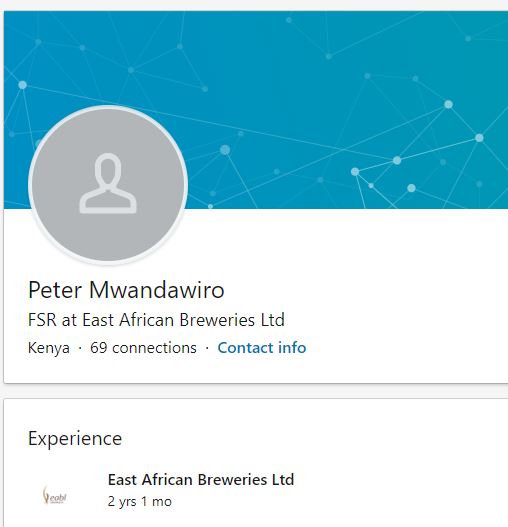 Peter Mwandawiro
FSR at East African Breweries Ltd
Kenya · 69 connections · Contact info
Experience
East African Breweries Ltd
eabl
2 yrs 1 mo